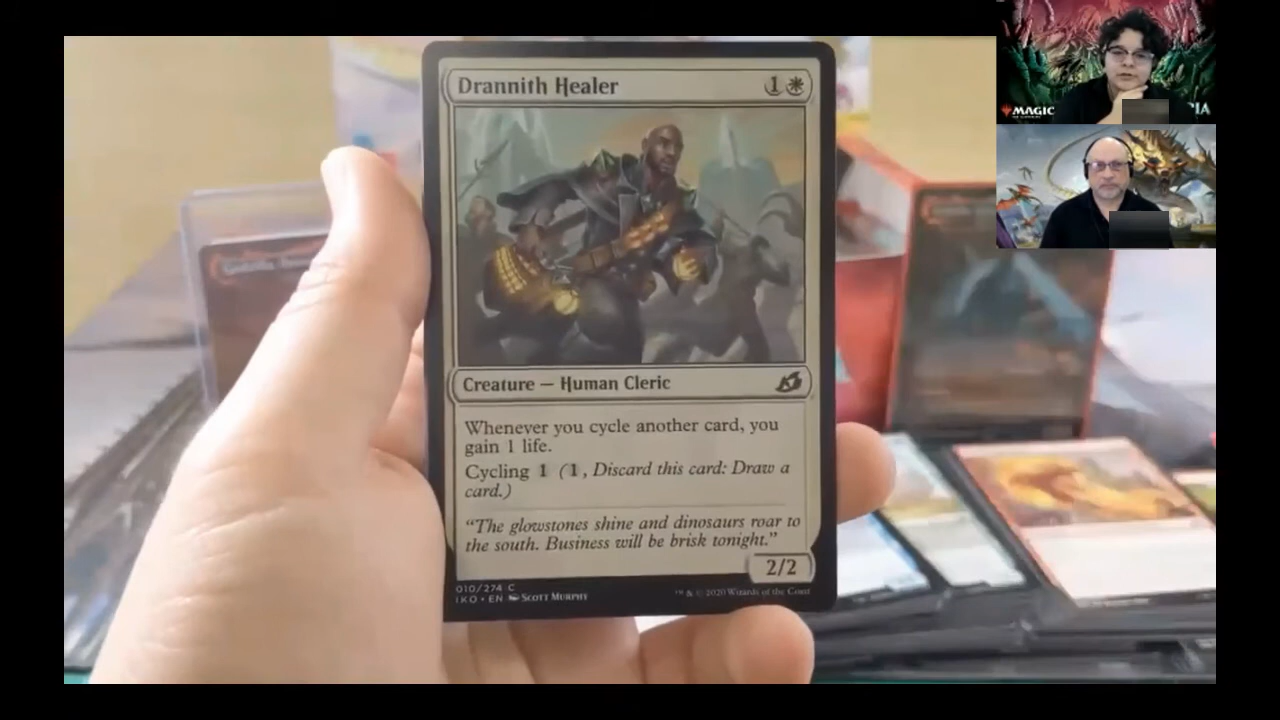 Drannith Healer 1
Creature — Human Cleric
Whenever you cycle another card, you
gain 1 life.
Cycling 1 (1, Discard this card: Draw a
card.)
"The glowstones shine and dinosaurs roar to
the south. Business will be brisk tonight."
2/2
010/274 C
IKO • EN SCOTT MURPHY
™ & © 2020 Wizards of the Coast
MAGIC